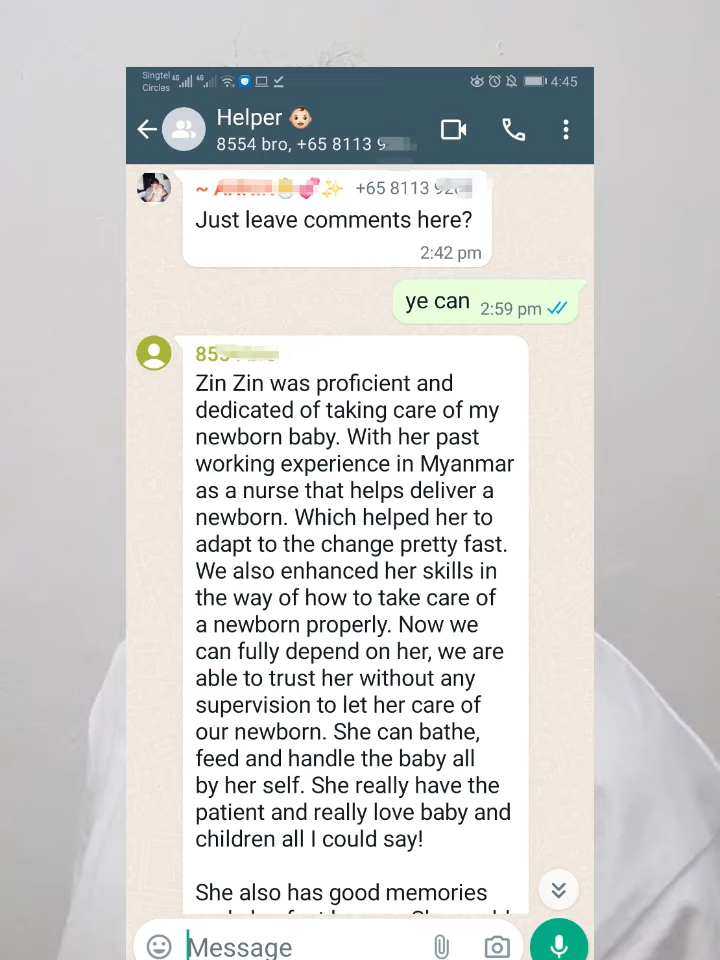 Singtel
Circles
4G
4G
4:45
Helper
8554 bro, +65 8113 9
~
+65 8113
Just leave comments here?
2:42 pm
ye can 2:59 pm
Zin Zin was proficient and
dedicated of taking care of my
newborn baby. With her past
working experience in Myanmar
as a nurse that helps deliver a
newborn. Which helped her to
adapt to the change pretty fast.
We also enhanced her skills in
the way of how to take care of
a newborn properly. Now we
can fully depend on her, we are
able to trust her without any
supervision to let her care of
our newborn. She can bathe,
feed and handle the baby all
by her self. She really have the
patient and really love baby and
children all I could say!
She also has good memories
Message